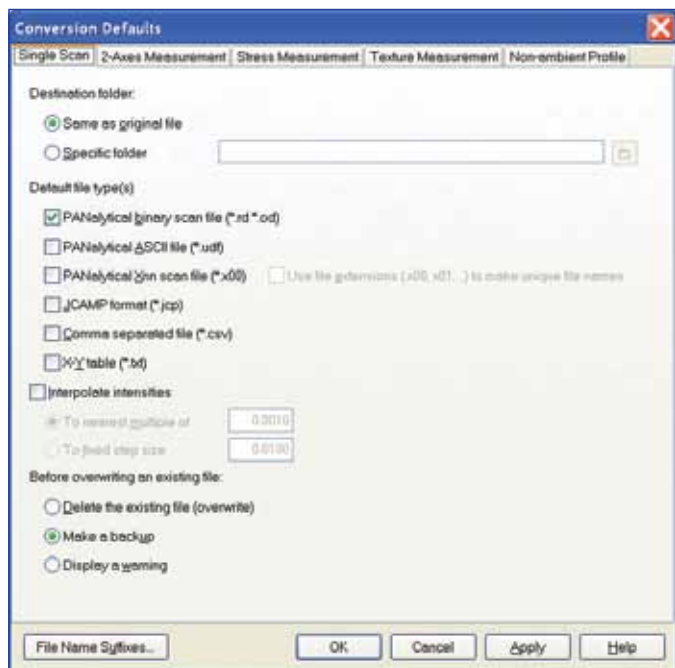 Conversion Defaults
Single Scan 2-Axes Measurement Stress Measurement Texture Measurement Non-ambient Profile
Destination folder:
Same as original file
Specific folder
Default file type(s)
PANalytical binary scan file (*.rd *.od)
PANalytical ASCII file (*.udf)
PANalytical Xnn scan file (*.x00) Use file extensions (.x00, x01...) to make unique file names
JCAMP format (*.jcp)
Comma separated file (*.csv)
X-Y table (*.txt)
Interpolate intensities
To nearest multiple of 0.0010
To fixed step size 0.0100
Before overwriting an existing file:
Delete the existing file (overwrite)
Make a backup
Display a warning
File Name Suffixes... OK Cancel Apply Help